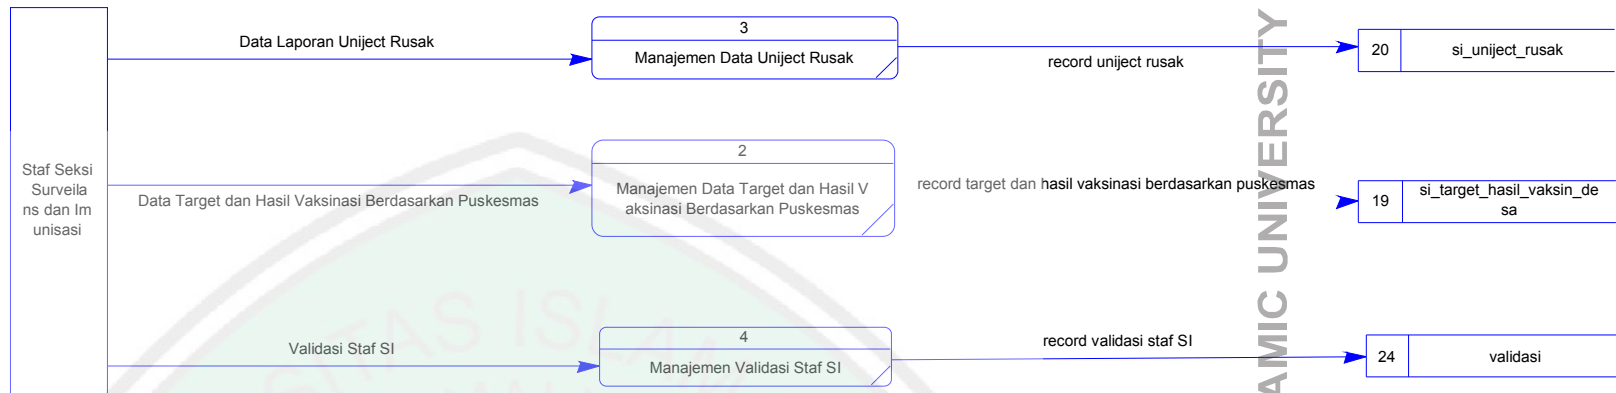 3
Data Laporan Uniject Rusak
Manajemen Data Uniject Rusak
record uniject rusak
20
si_uniject_rusak
Staf Seksi
Surveila
ns dan Im
unisasi
2
Data Target dan Hasil Vaksinasi Berdasarkan Puskesmas
Manajemen Data Target dan Hasil V
aksinasi Berdasarkan Puskesmas
record target dan hasil vaksinasi berdasarkan puskesmas
19
si_target_hasil_vaksin_de
sa
4
Validasi Staf SI
Manajemen Validasi Staf SI
record validasi staf SI
24
validasi
AMIC UNIVERSITY
SITAS ISLA